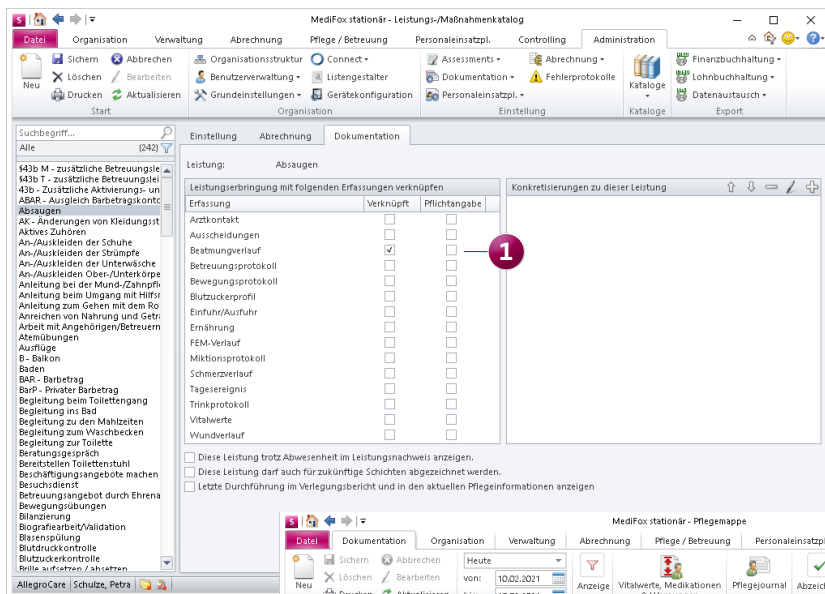 MediFox stationär - Leistungs-/Maßnahmenkatalog
Datei Organisation Verwaltung Abrechnung Pflege / Betreuung Personaleinsatzpl. Controlling Administration
Neu
Sichern Abbrechen
Löschen Bearbeiten
Drucken Aktualisieren
Start
Organisationsstruktur Connect
Benutzerverwaltung Listengestalter
Grundeinstellungen Gerätekonfiguration
Organisation
Assessments Abrechnung
Dokumentation Fehlerprotokolle
Personaleinsatzpl.
Einstellung
Kataloge
Kataloge
Finanzbuchhaltung
Lohnbuchhaltung
Datenaustausch
Export
Suchbegriff...
Alle (242)
§43b M - zusätzliche Betreuungsle
§43b T - zusätzliche Betreuungslei
43b - Zusätzliche Aktivierungs- un
ABAR - Ausgleich Barbetragskonto
Absaugen
AK - Änderungen von Kleidungsst
Aktives Zuhören
An-/Auskleiden der Schuhe
An-/Auskleiden der Strümpfe
An-/Auskleiden der Unterwäsche
An-/Auskleiden Ober-/Unterkörpe
Anleitung bei der Mund-/Zahnpfl
Anleitung beim Umgang mit Hilfsm
Anleitung zum Gehen mit dem Ro
Anreichen von Nahrung und Geträ
Arbeit mit Angehörigen/Betreuern
Atemübungen
Ausflüge
B - Balkon
Baden
BAR - Barbetrag
BarP - Privater Barbetrag
Begleitung beim Toilettengang
Begleitung ins Bad
Begleitung zu den Mahlzeiten
Begleitung zum Waschbecken
Begleitung zur Toilette
Beratungsgespräch
Bereitstellen Toilettenstuhl
Beschäftigungsangebote machen
Besuchsdienst
Betreuungsangebot durch Ehrena
Bewegungsübungen
Bilanzierung
Biografiearbeit/Validation
Blasenspülung
Blutdruckkontrolle
Blutzuckerkontrolle
Brille aufsetzen / absetzen
AllegroCare Schulze, Petra
Einstellung Abrechnung Dokumentation
Leistung: Absaugen
Leistungserbringung mit folgenden Erfassungen verknüpfen
Erfassung Verknüpft Pflichtangabe
Arztkontakt
Ausscheidungen
Beatmungverlauf
Betreuungsprotokoll
Bewegungsprotokoll
Blutzuckerprofil
Einfuhr/Ausfuhr
Ernährung
FEM-Verlauf
Miktionsprotokoll
Schmerzverlauf
Tagesereignis
Trinkprotokoll
Vitalwerte
Wundverlauf
1
Konkretisierungen zu dieser Leistung
Diese Leistung trotz Abwesenheit im Leistungsnachweis anzeigen.
Diese Leistung darf auch für zukünftige Schichten abgezeichnet werden.
Letzte Durchführung im Verlegungsbericht und in den aktuellen Pflegeinformationen anzeigen
MediFox stationär - Pflegemappe
Datei Dokumentation Organisation Verwaltung Abrechnung Pflege / Betreuung Personaleinsatzpl
Neu
Sichern Abbrechen
Löschen Bearbeiten
Heute
von: 10.02.2021
Anzeige
Vitalwerte, Medikationen
Pflegejournal
Abzeich